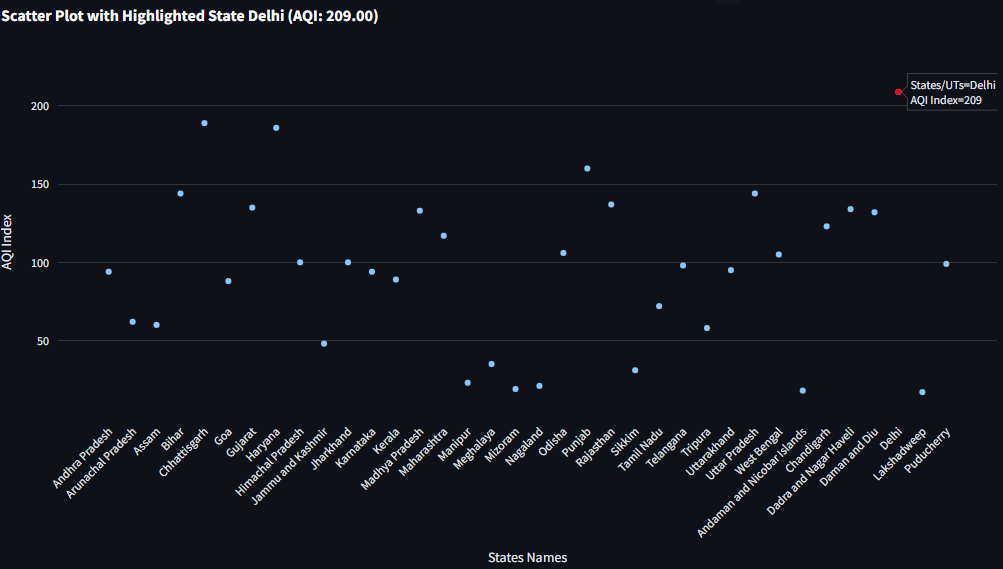 Scatter Plot with Highlighted State Delhi (AQI: 209.00)
States/UTs=Delhi
AQI Index=209
200
150
100
50
AQI Index
Andhra Pradesh
Arunachal Pradesh
Assam
Bihar
Chhattisgarh
Goa
Gujarat
Haryana
Himachal Pradesh
Jammu and Kashmir
Jharkhand
Karnataka
Kerala
Madhya Pradesh
Maharashtra
Manipur
Meghalaya
Mizoram
Nagaland
Odisha
Punjab
Rajasthan
Sikkim
Tamil Nadu
Telangana
Tripura
Uttarakhand
Uttar Pradesh
West Bengal
Andaman and Nicobar Islands
Chandigarh
Dadra and Nagar Haveli
Daman and Diu
Delhi
Lakshadweep
Puducherry
States Names